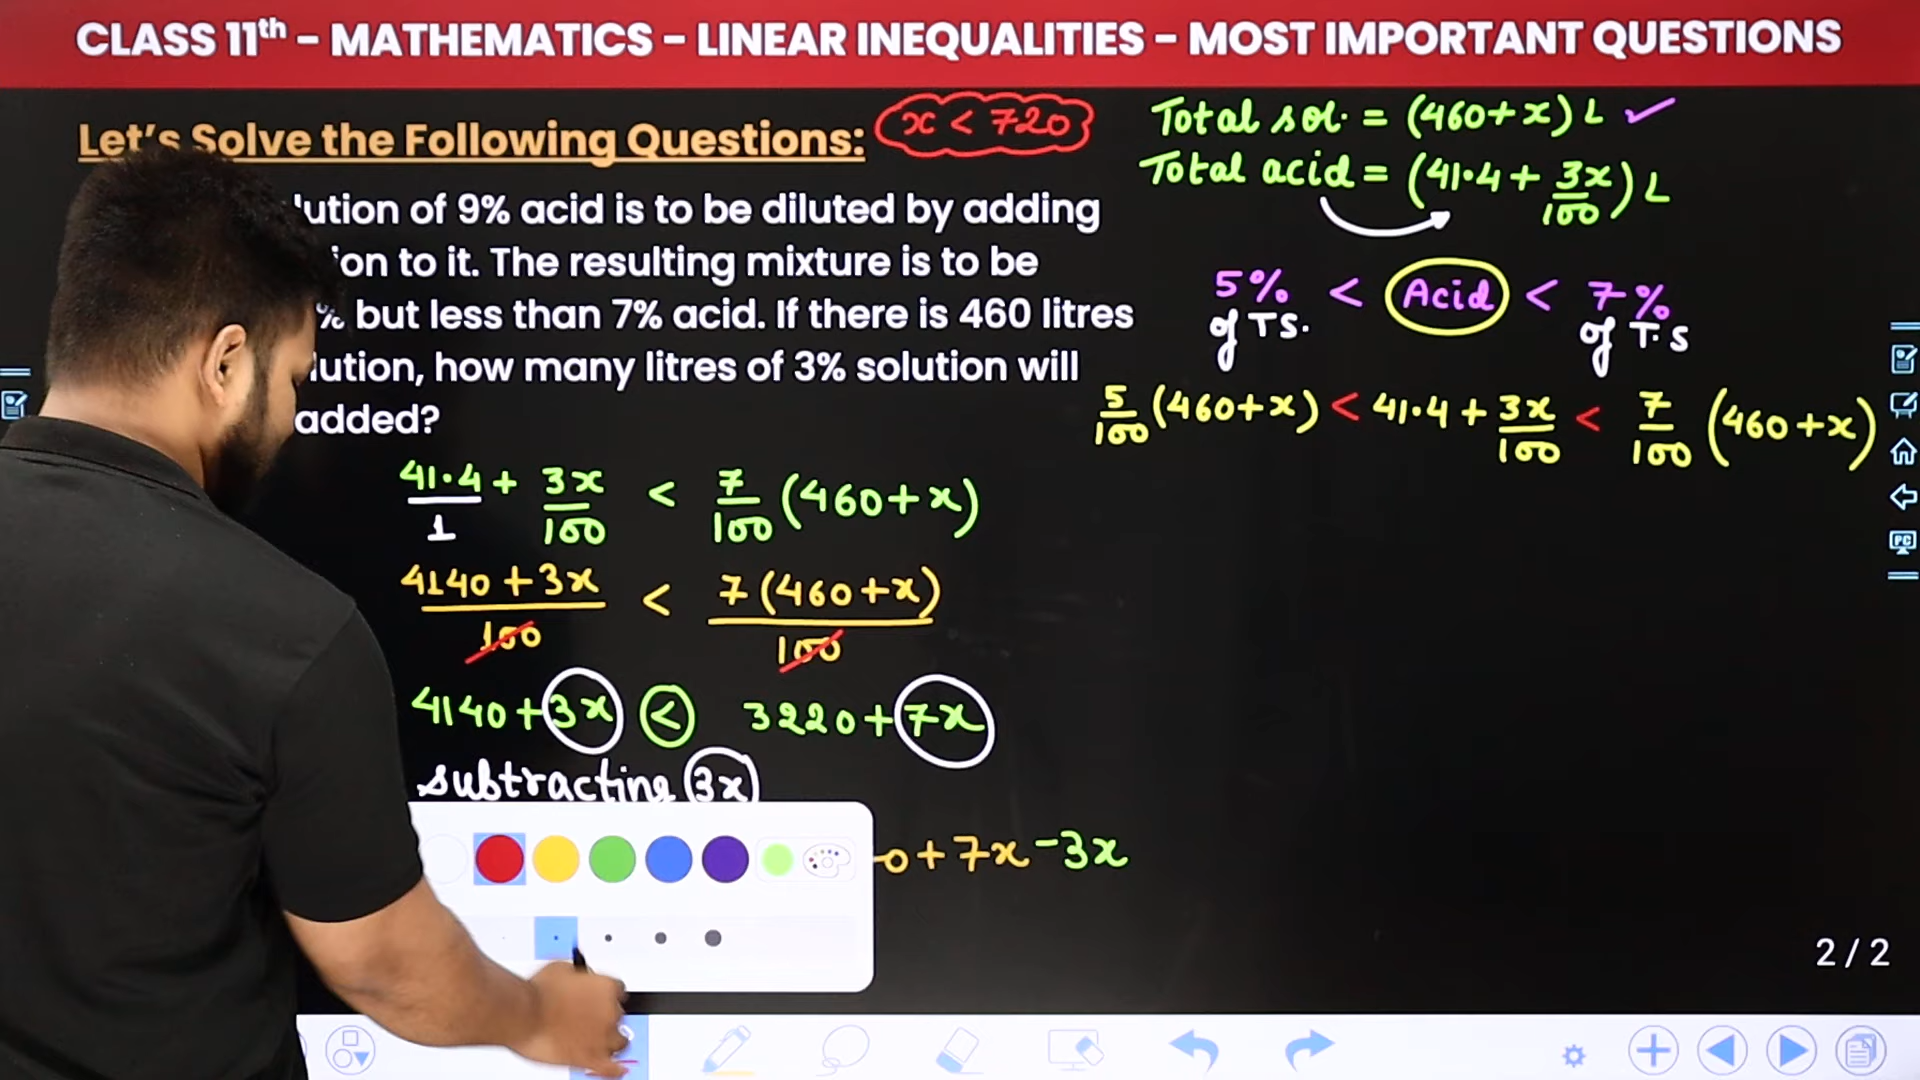 CLASS 11th - MATHEMATICS - LINEAR INEQUALITIES - MOST IMPORTANT QUESTIONS
Let's Solve the Following Questions:
x < 720
lution of 9% acid is to be diluted by adding
ion to it. The resulting mixture is to be
% but less than 7% acid. If there is 460 litres
lution, how many litres of 3% solution will
added?
41.4/1 + 3x/100 < 7/100 (460+x)
4140 + 3x/100 < 7(460+x)/100
4140 + 3x < 3220 + 7x
subtracting 3x
0 + 7x - 3x
Total sol. = (460+x) L ✓
Total acid = (41.4 + 3x/100) L
5% of T.S. < Acid < 7% of T.S
5/100 (460+x) < 41.4 + 3x/100 < 7/100 (460+x)
PC
2 / 2